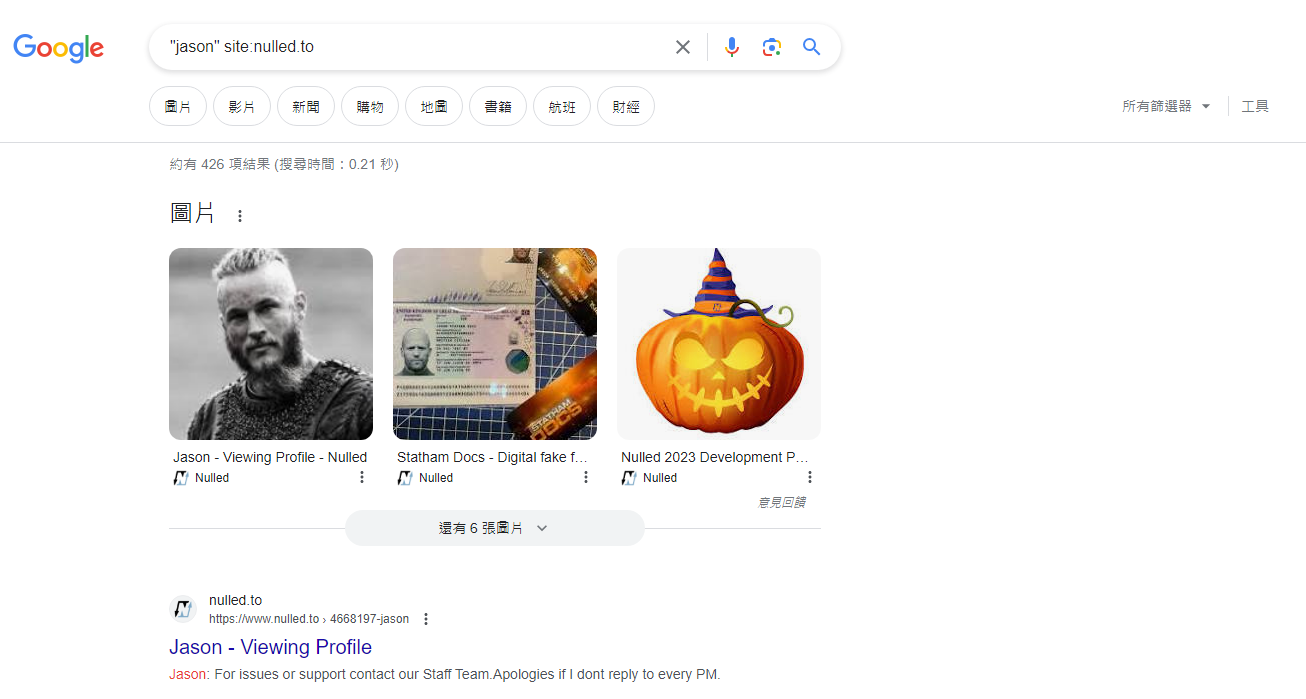 Google
"jason" site:nulled.to
圖片
影片
新聞
購物
地圖
書籍
航班
財經
所有篩選器
工具
約有 426 項結果 (搜尋時間：0.21 秒)
圖片
STATHAM
DOCS
Jason - Viewing Profile - Nulled
Nulled
Statham Docs - Digital fake f...
Nulled
Nulled 2023 Development P...
Nulled
意見回饋
還有 6 張圖片
nulled.to
https://www.nulled.to › 4668197-jason
Jason - Viewing Profile
Jason: For issues or support contact our Staff Team.Apologies if I dont reply to every PM.